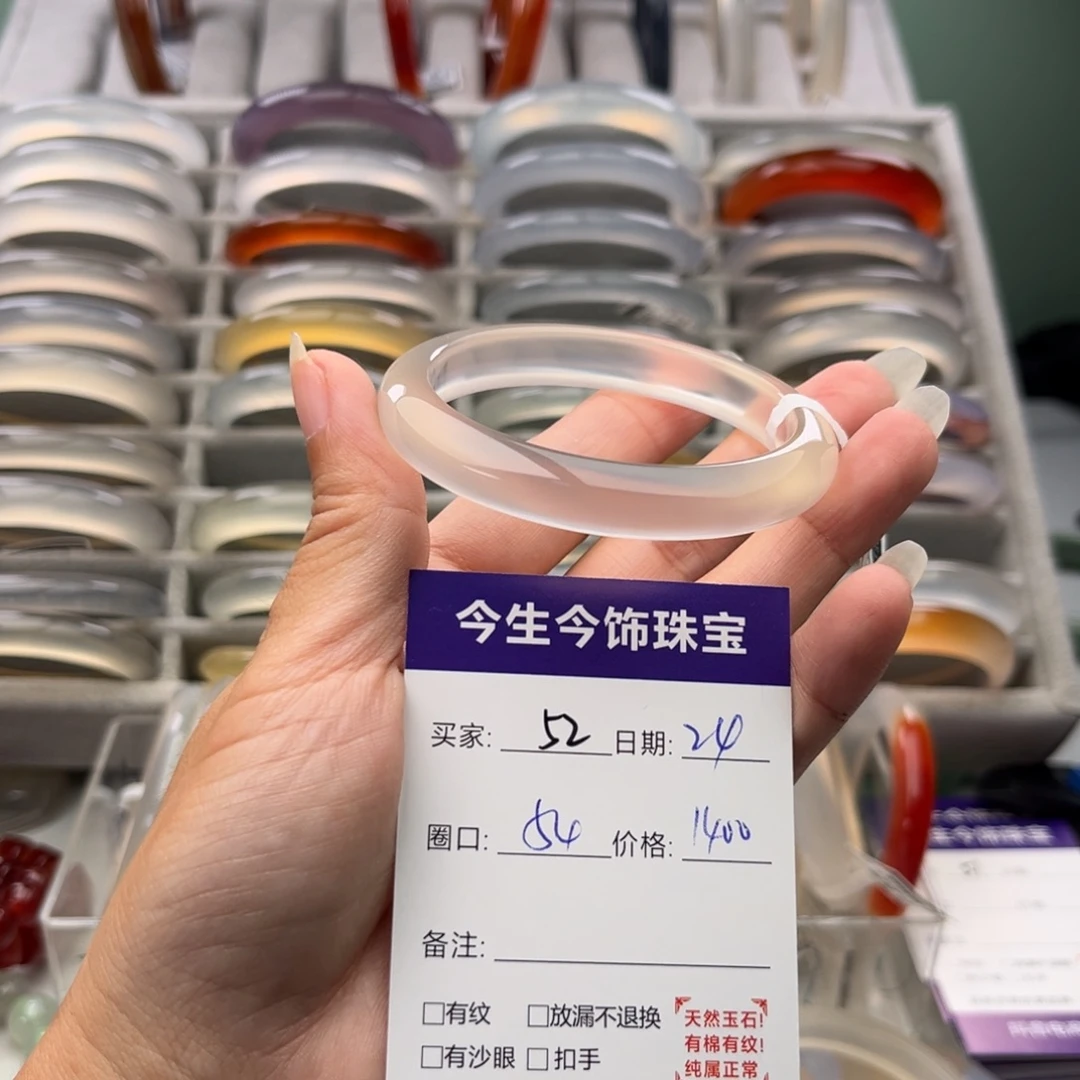 今生今饰珠宝
买家: 52 日期: 24
圈口: 54 价格: 1400
备注:
□有纹 □放漏不退换
□有沙眼 □扣手
天然玉石!
有棉有纹!
纯属正常